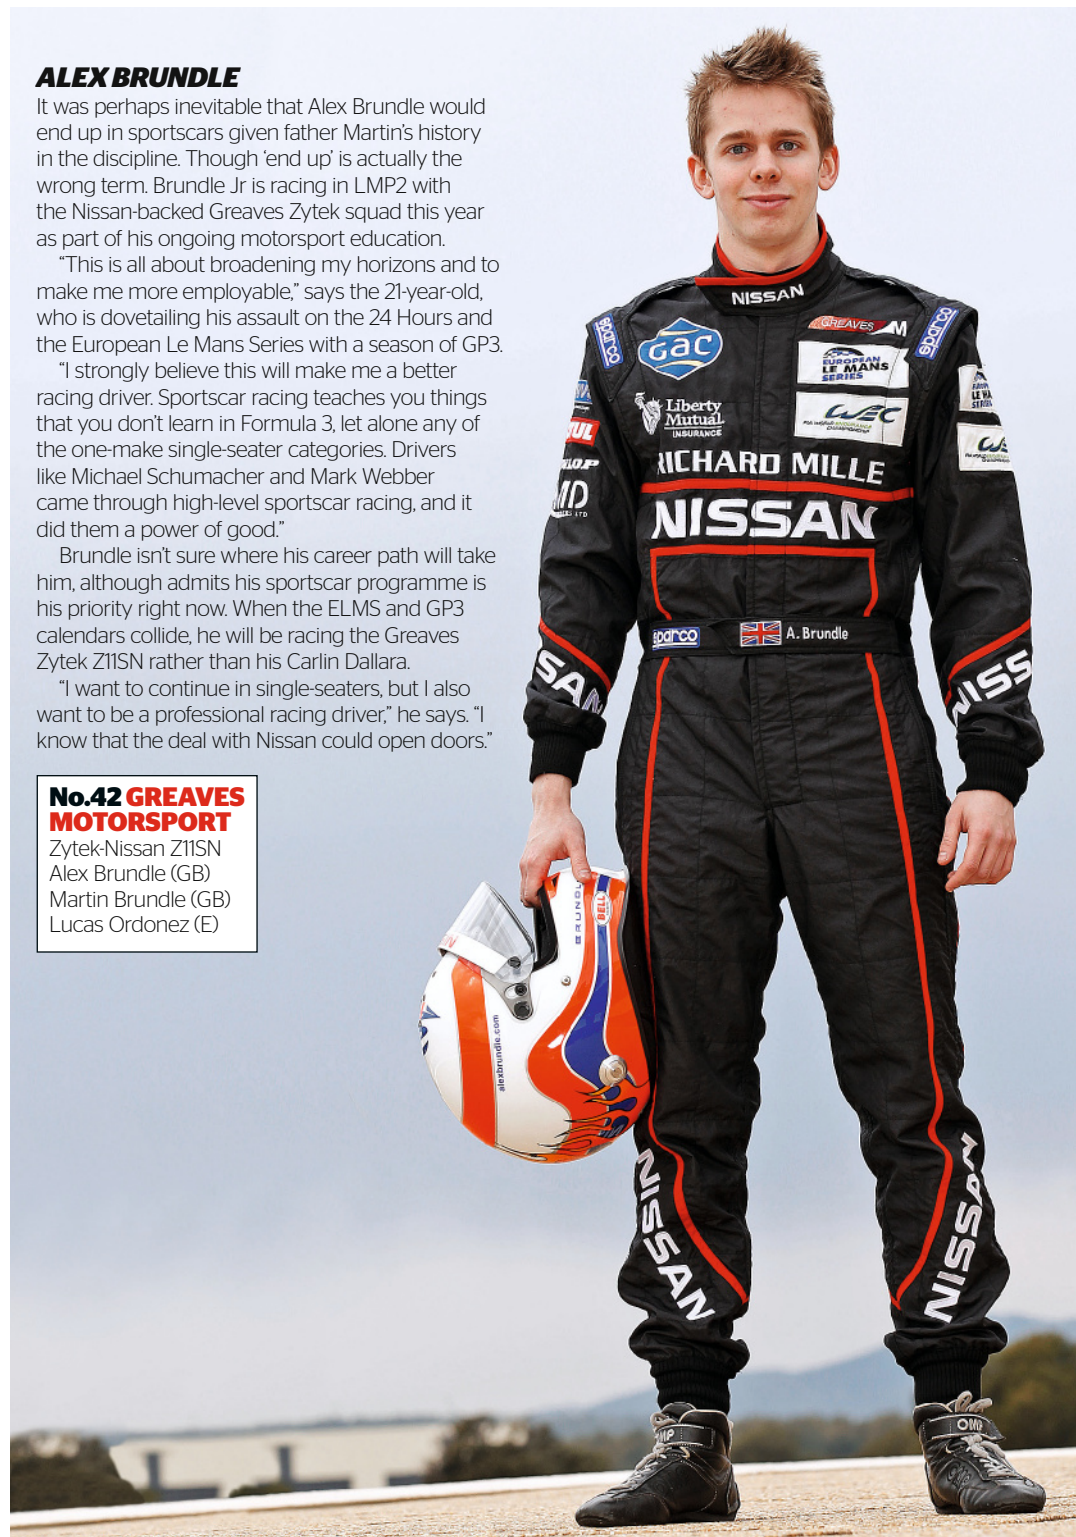 ALEX BRUNDLE
It was perhaps inevitable that Alex Brundle would
end up in sportscars given father Martin’s history
in the discipline. Though ‘end up’ is actually the
wrong term. Brundle Jr is racing in LMP2 with
the Nissan-backed Greaves Zytek squad this year
as part of his ongoing motorsport education.
“This is all about broadening my horizons and to
make me more employable,” says the 21-year-old,
who is dovetailing his assault on the 24 Hours and
the European Le Mans Series with a season of GP3.
“I strongly believe this will make me a better
racing driver. Sportscar racing teaches you things
that you don’t learn in Formula 3, let alone any of
the one-make single-seater categories. Drivers
like Michael Schumacher and Mark Webber
came through high-level sportscar racing, and it
did them a power of good.”
Brundle isn’t sure where his career path will take
him, although admits his sportscar programme is
his priority right now. When the ELMS and GP3
calendars collide, he will be racing the Greaves
Zytek Z11SN rather than his Carlin Dallara.
“I want to continue in single-seaters, but I also
want to be a professional racing driver,” he says. “I
know that the deal with Nissan could open doors.”
No.42 GREAVES
MOTORSPORT
Zytek-Nissan Z11SN
Alex Brundle (GB)
Martin Brundle (GB)
Lucas Ordonez (E)
NISSAN
sparco
GAC
GREAVES M
sparco
EUROPEAN
LE MANS
SERIES
Liberty
Mutual
INSURANCE
WEC
RICHARD MILLE
NISSAN
sparco
A. Brundle
SAN
NISS
BRUNDLE
BELL
alexbrundle.com
NISSAN
NISSAN
OMP
OMP